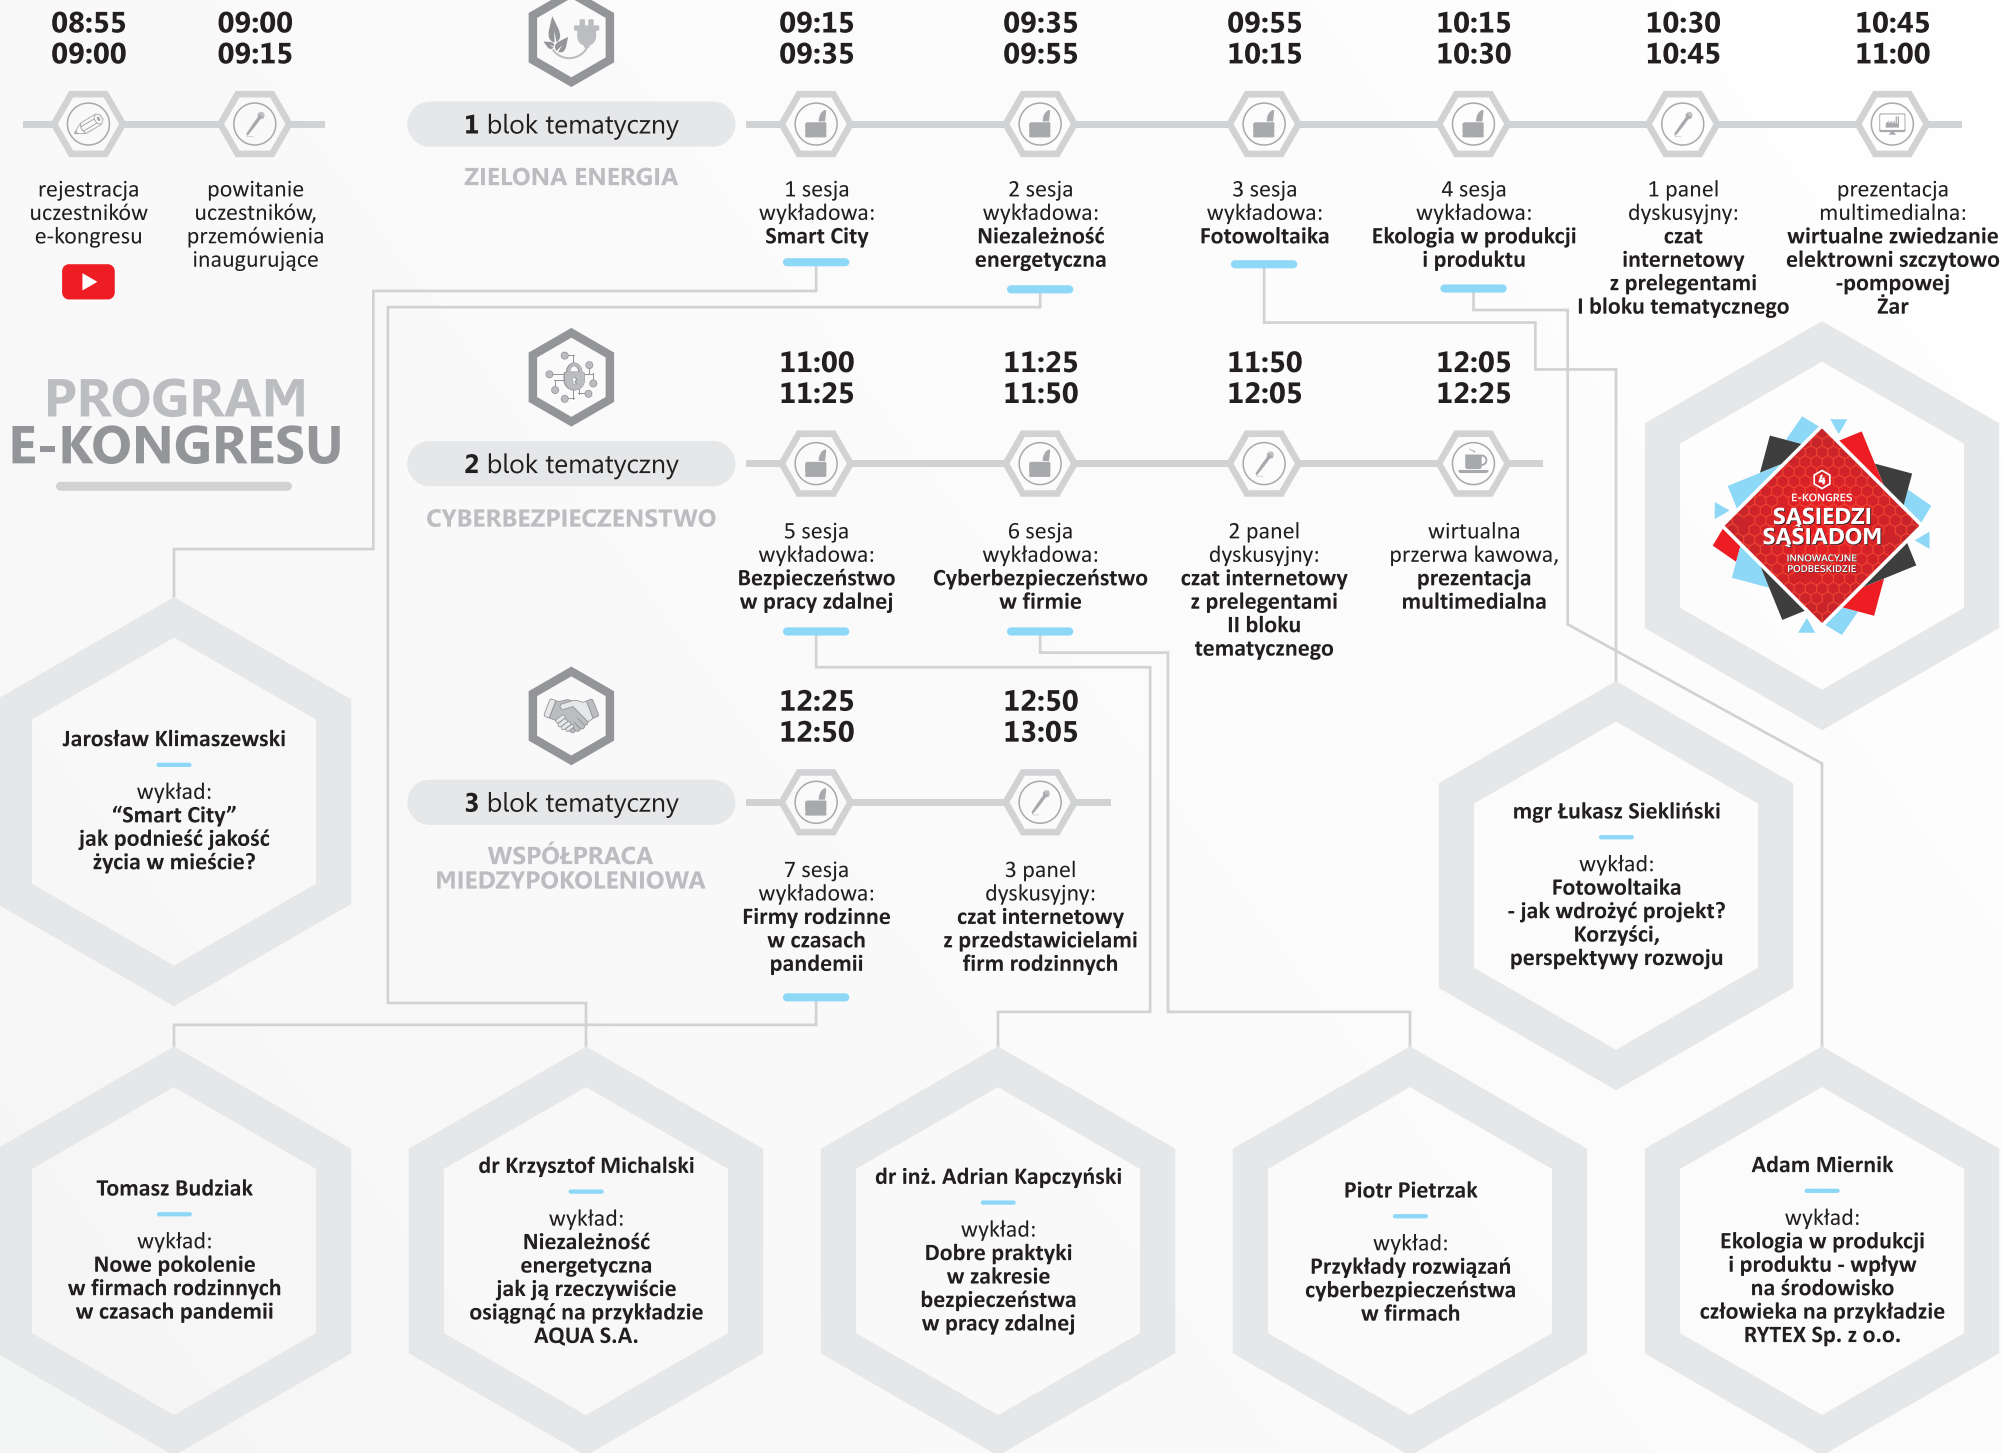 08:55
09:00
rejestracja
uczestników
e-kongresu
09:00
09:15
powitanie
uczestników,
przemówienia
inaugurujące
PROGRAM
E-KONGRESU
1 blok tematyczny
ZIELONA ENERGIA
09:15
09:35
1 sesja
wykładowa:
Smart City
09:35
09:55
2 sesja
wykładowa:
Niezależność
energetyczna
09:55
10:15
3 sesja
wykładowa:
Fotowoltaika
10:15
10:30
4 sesja
wykładowa:
Ekologia w produkcji
i produktu
10:30
10:45
1 panel
dyskusyjny:
czat
internetowy
z prelegentami
I bloku tematycznego
10:45
11:00
prezentacja
multimedialna:
wirtualne zwiedzanie
elektrowni szczytowo
-pompowej
Żar
2 blok tematyczny
CYBERBEZPIECZENSTWO
11:00
11:25
5 sesja
wykładowa:
Bezpieczeństwo
w pracy zdalnej
11:25
11:50
6 sesja
wykładowa:
Cyberbezpieczeństwo
w firmie
11:50
12:05
2 panel
dyskusyjny:
czat internetowy
z prelegentami
II bloku
tematycznego
12:05
12:25
wirtualna
przerwa kawowa,
prezentacja
multimedialna
4
E-KONGRES
SĄSIEDZI
SĄSIADOM
INNOWACYJNE
PODBESKIDZIE
3 blok tematyczny
WSPÓŁPRACA
MIEDZYPOKOLENIOWA
12:25
12:50
7 sesja
wykładowa:
Firmy rodzinne
w czasach
pandemii
12:50
13:05
3 panel
dyskusyjny:
czat internetowy
z przedstawicielami
firm rodzinnych
Jarosław Klimaszewski
wykład:
“Smart City”
jak podnieść jakość
życia w mieście?
mgr Łukasz Siekliński
wykład:
Fotowoltaika
- jak wdrożyć projekt?
Korzyści,
perspektywy rozwoju
Tomasz Budziak
wykład:
Nowe pokolenie
w firmach rodzinnych
w czasach pandemii
dr Krzysztof Michalski
wykład:
Niezależność
energetyczna
jak ją rzeczywiście
osiągnąć na przykładzie
AQUA S.A.
dr inż. Adrian Kapczyński
wykład:
Dobre praktyki
w zakresie
bezpieczeństwa
w pracy zdalnej
Piotr Pietrzak
wykład:
Przykłady rozwiązań
cyberbezpieczeństwa
w firmach
Adam Miernik
wykład:
Ekologia w produkcji
i produktu - wpływ
na środowisko
człowieka na przykładzie
RYTEX Sp. z o.o.